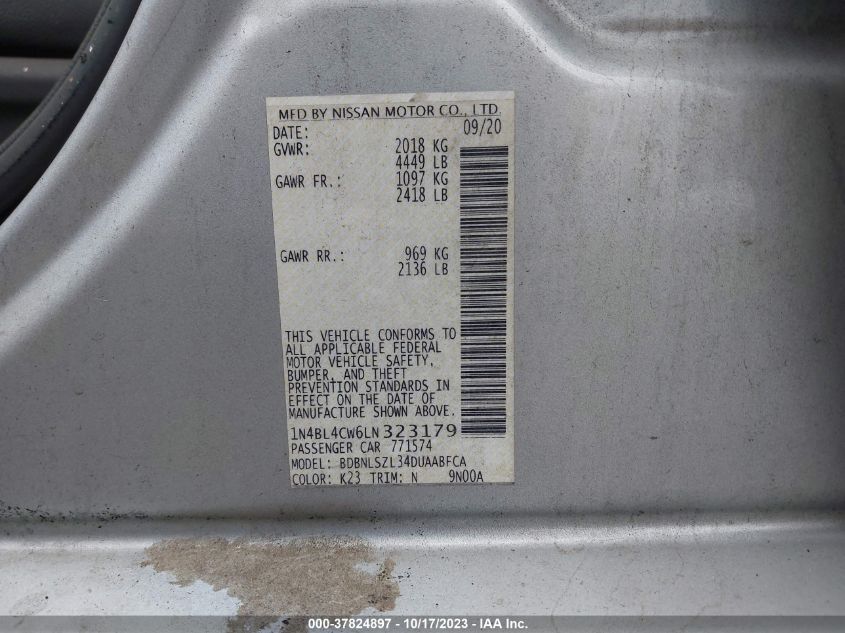 MFD BY NISSAN MOTOR CO., LTD.
DATE: 09/20
GVWR: 2018 KG
4449 LB
GAWR FR.: 1097 KG
2418 LB
GAWR RR.: 969 KG
2136 LB
THIS VEHICLE CONFORMS TO
ALL APPLICABLE FEDERAL
MOTOR VEHICLE SAFETY,
BUMPER, AND THEFT
PREVENTION STANDARDS IN
EFFECT ON THE DATE OF
MANUFACTURE SHOWN ABOVE.
1N4BL4CW6LN323179
PASSENGER CAR 771574
MODEL: BDBNLSZL34DUAABFCA
COLOR: K23 TRIM: N 9N00A
000-37824897 - 10/17/2023 - IAA Inc.